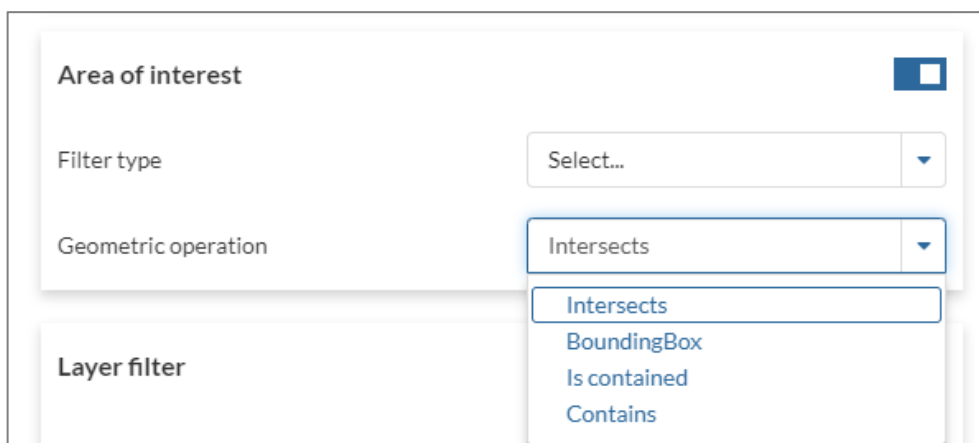 Area of interest
Filter type Select...
Geometric operation Intersects
Intersects
BoundingBox
Is contained
Layer filter
Contains